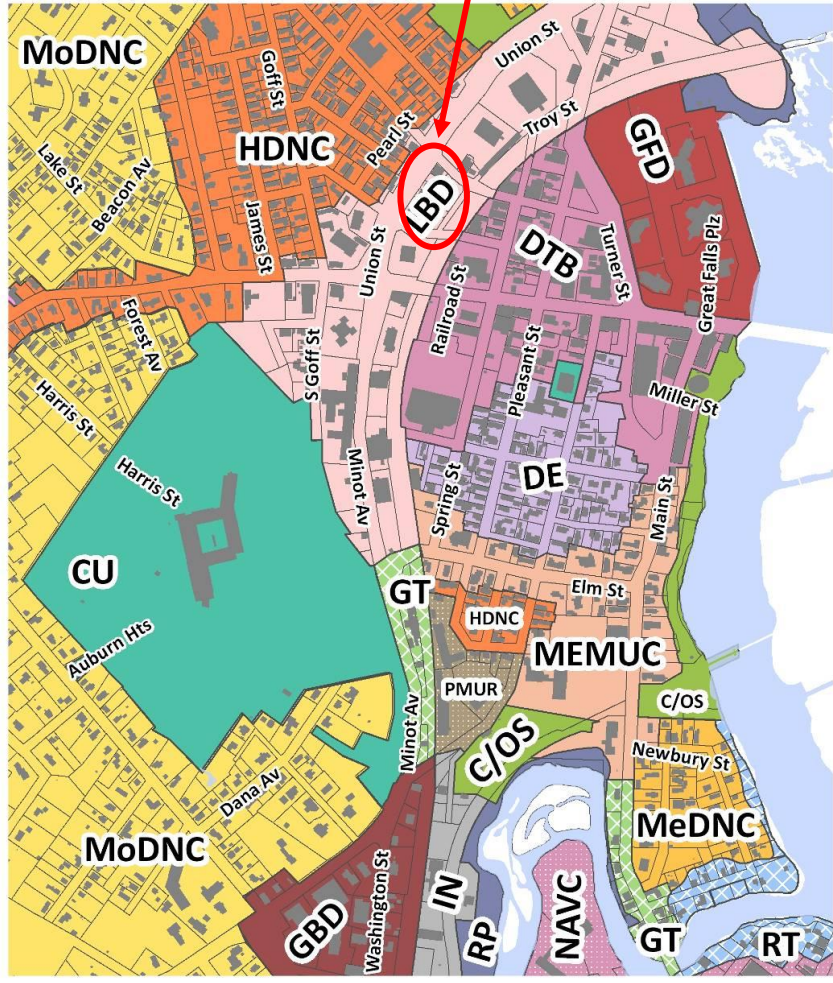 MoDNC
Goff St
Union St
Pearl St
Troy St
HDNC
GFD
Lake St
Beacon Av
LBD
James St
Union St
DTB
Turner St
Great Falls Plz
Railroad St
Forest Av
S Goff St
Pleasant St
Miller St
Harris St
Harris St
Minot Av
Spring St
DE
Main St
CU
GT
Elm St
HDNC
MEMUC
Auburn Hts
PMUR
C/OS
Minot Av
C/OS
Newbury St
Dana Av
MeDNC
MoDNC
Washington St
IN
GBD
RP
NAVC
GT
RT